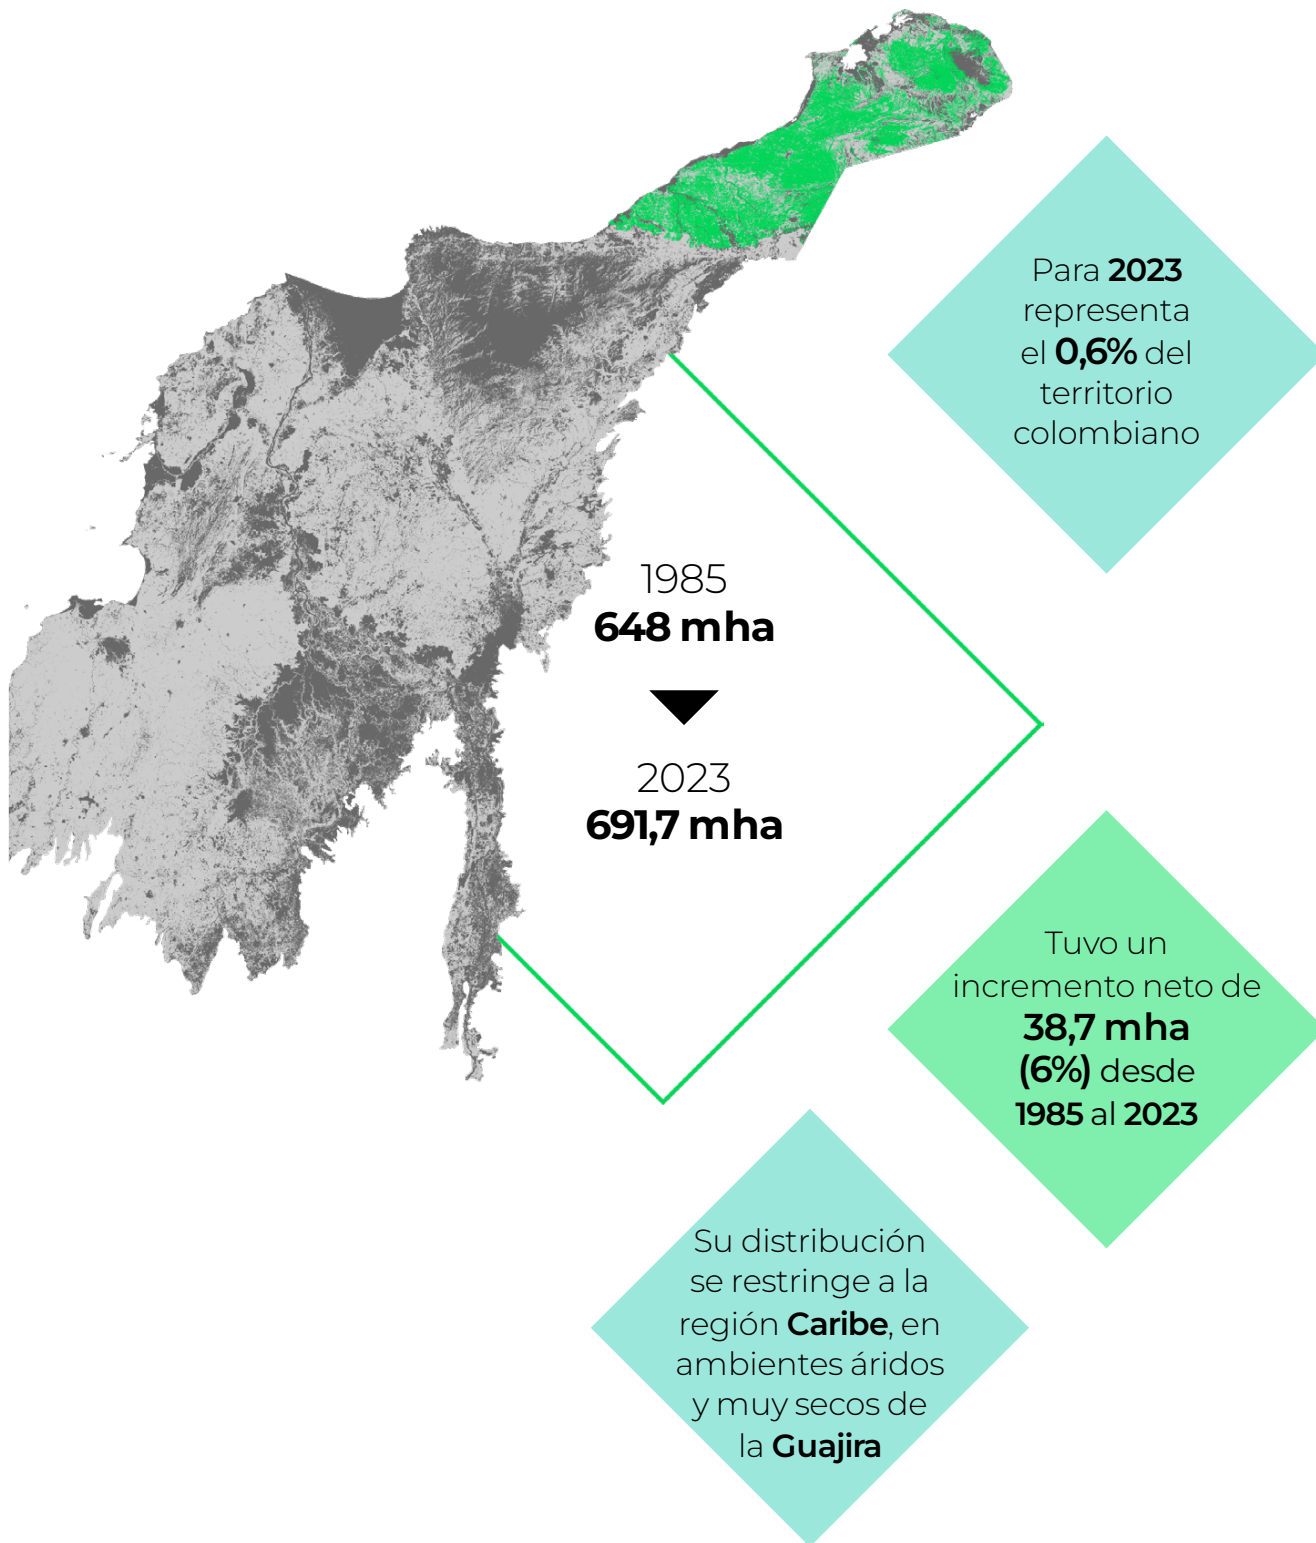 Para 2023
representa
el 0,6% del
territorio
colombiano
1985
648 mha
2023
691,7 mha
Tuvo un
incremento neto de
38,7 mha
(6%) desde
1985 al 2023
Su distribución
se restringe a la
región Caribe, en
ambientes áridos
y muy secos de
la Guajira